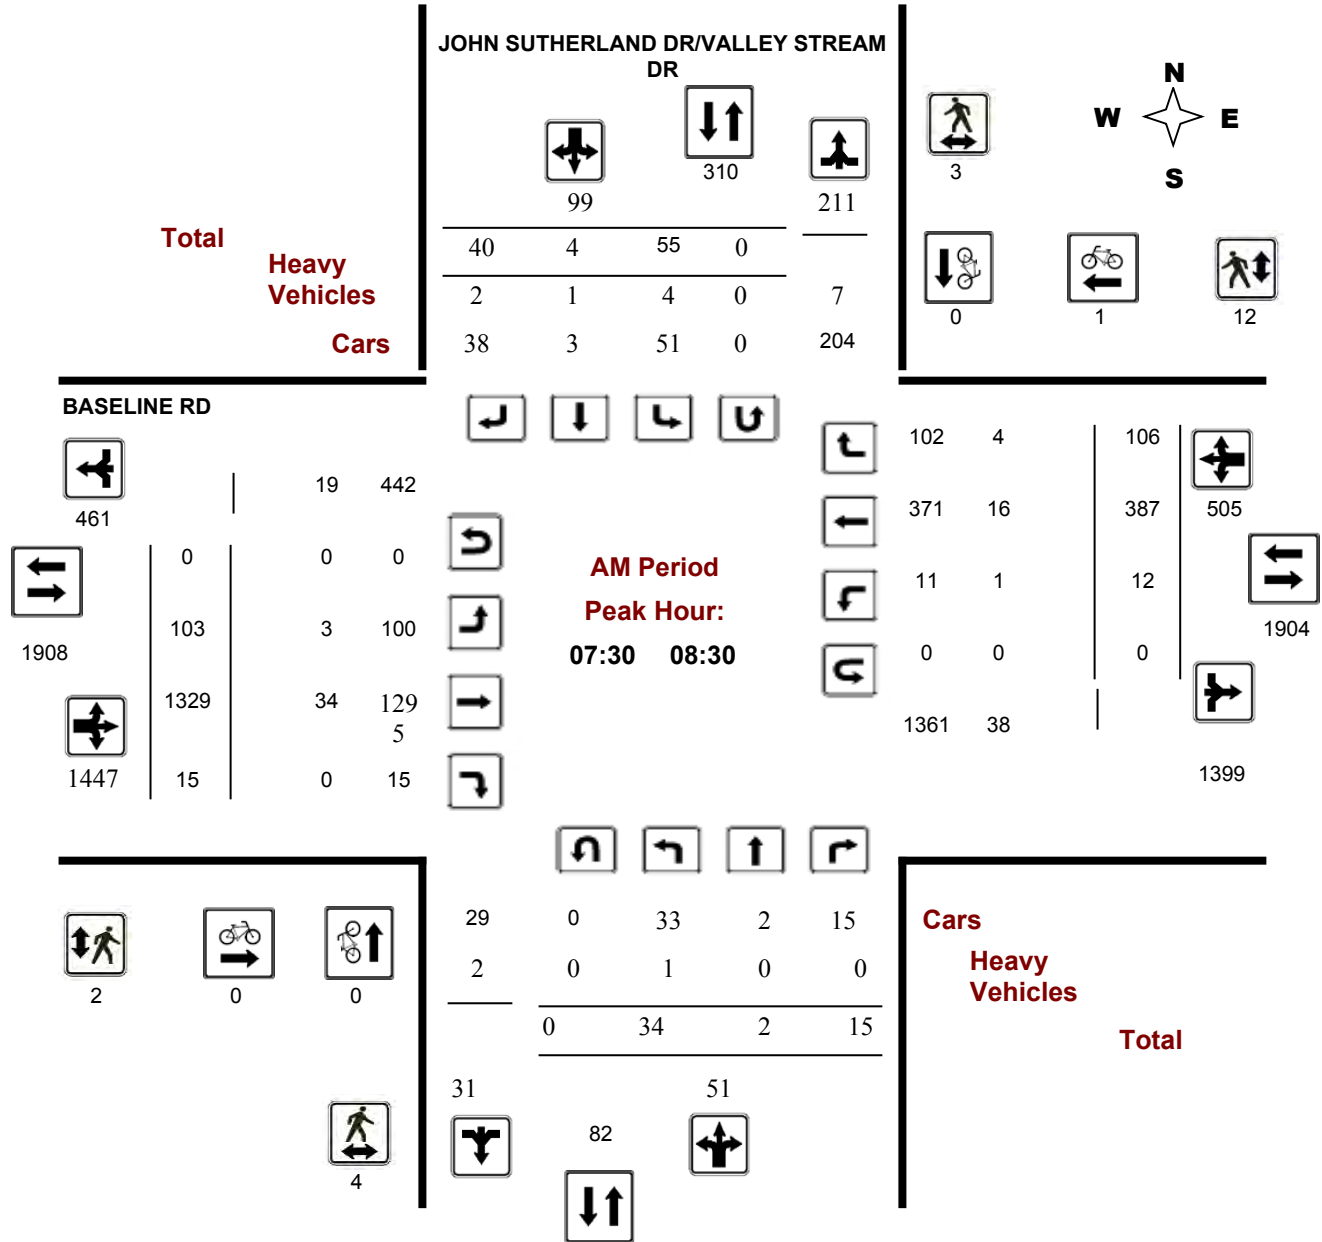 JOHN SUTHERLAND DR/VALLEY STREAM
DR
N
W E
S
310
3
99
211
Total
40 4 55 0
Heavy
Vehicles
2 1 4 0 7
0 1 12
Cars
38 3 51 0 204
BASELINE RD
102 4 106
19 442
461
371 16 387 505
0 0 0
AM Period
11 1 12
Peak Hour:
103 3 100
1904
1908
07:30 08:30
0 0 0
1329 34 129
5
1361 38
1447 15 0 15
1399
29 0 33 2 15
Cars
2 0 1 0 0
Heavy
Vehicles
2 0 0
0 34 2 15
Total
31 51
82
4